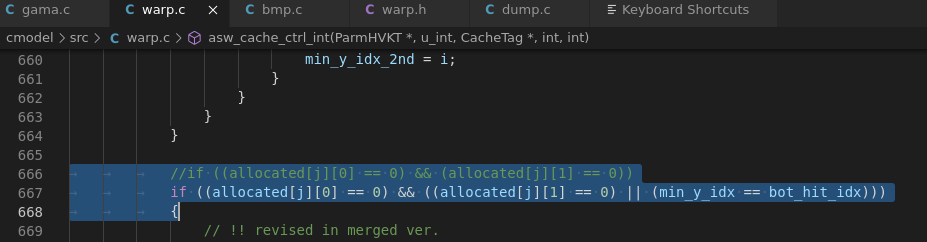 gama.c warp.c bmp.c warp.h dump.c Keyboard Shortcuts
cmodel > src > warp.c > asw_cache_ctrl_int(ParmHVKT *, u_int, CacheTag *, int, int)
660 min_y_idx_2nd = i;
661 }
662 }
663 }
664 }
665
666 //if ((allocated[j][0] == 0) && (allocated[j][1] == 0))
667 if ((allocated[j][0] == 0) && ((allocated[j][1] == 0) || (min_y_idx == bot_hit_idx)))
668 {
669 // !! revised in merged ver.